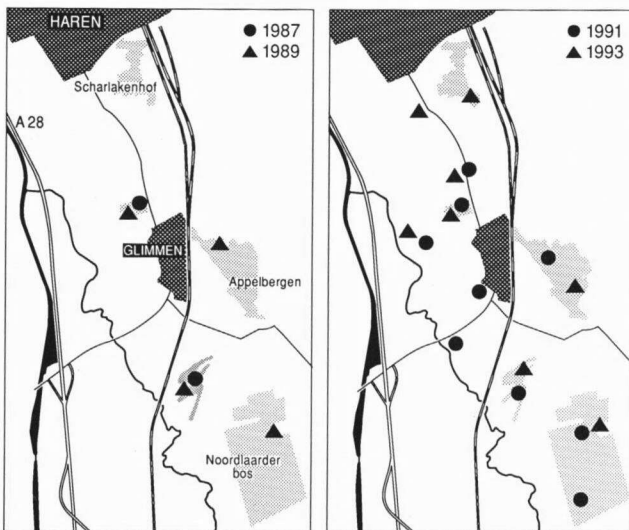 HAREN
1987
1989
Scharlakenhof
A 28
GLIMMEN
Appelbergen
Noordlaarder
bos
1991
1993